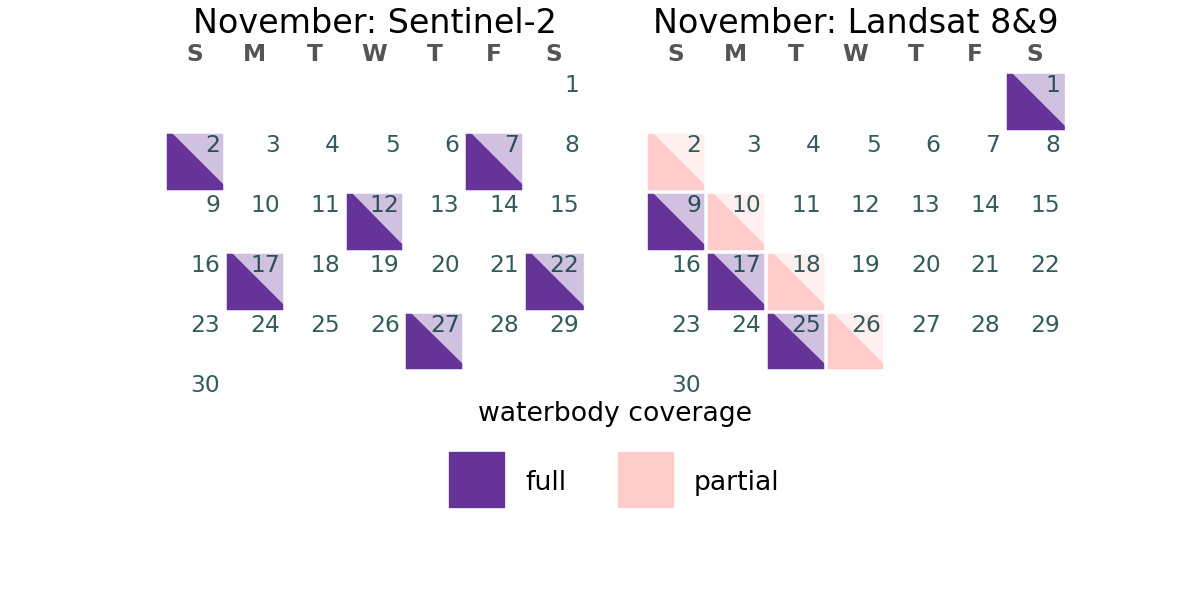 November: Sentinel-2
S M T W T F S
1
2 3 4 5 6 7 8
9 10 11 12 13 14 15
16 17 18 19 20 21 22
23 24 25 26 27 28 29
30
November: Landsat 8&9
S M T W T F S
1
2 3 4 5 6 7 8
9 10 11 12 13 14 15
16 17 18 19 20 21 22
23 24 25 26 27 28 29
30
waterbody coverage
full partial